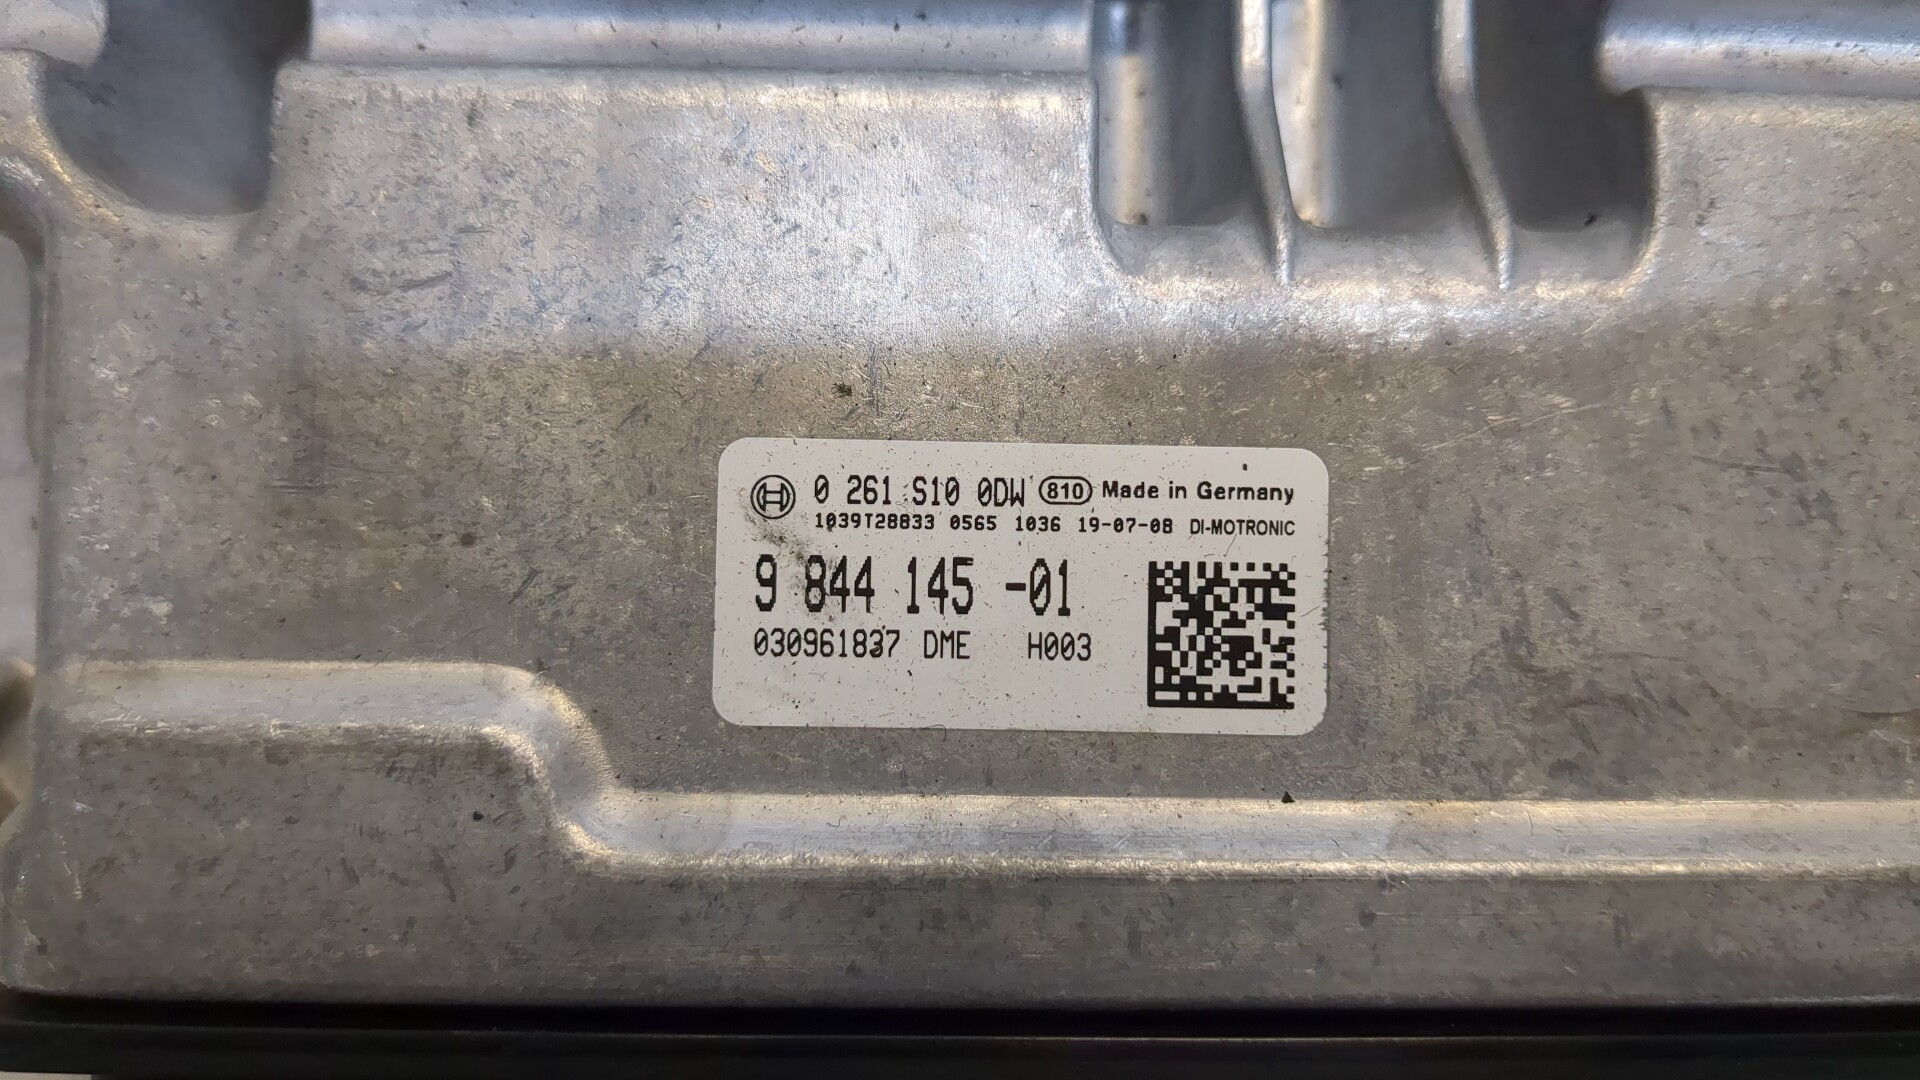 0 261 S10 0DW 810 Made in Germany
1039T28833 0565 1036 19-07-08 DI-MOTRONIC
9 844 145 -01
030961837 DME H003